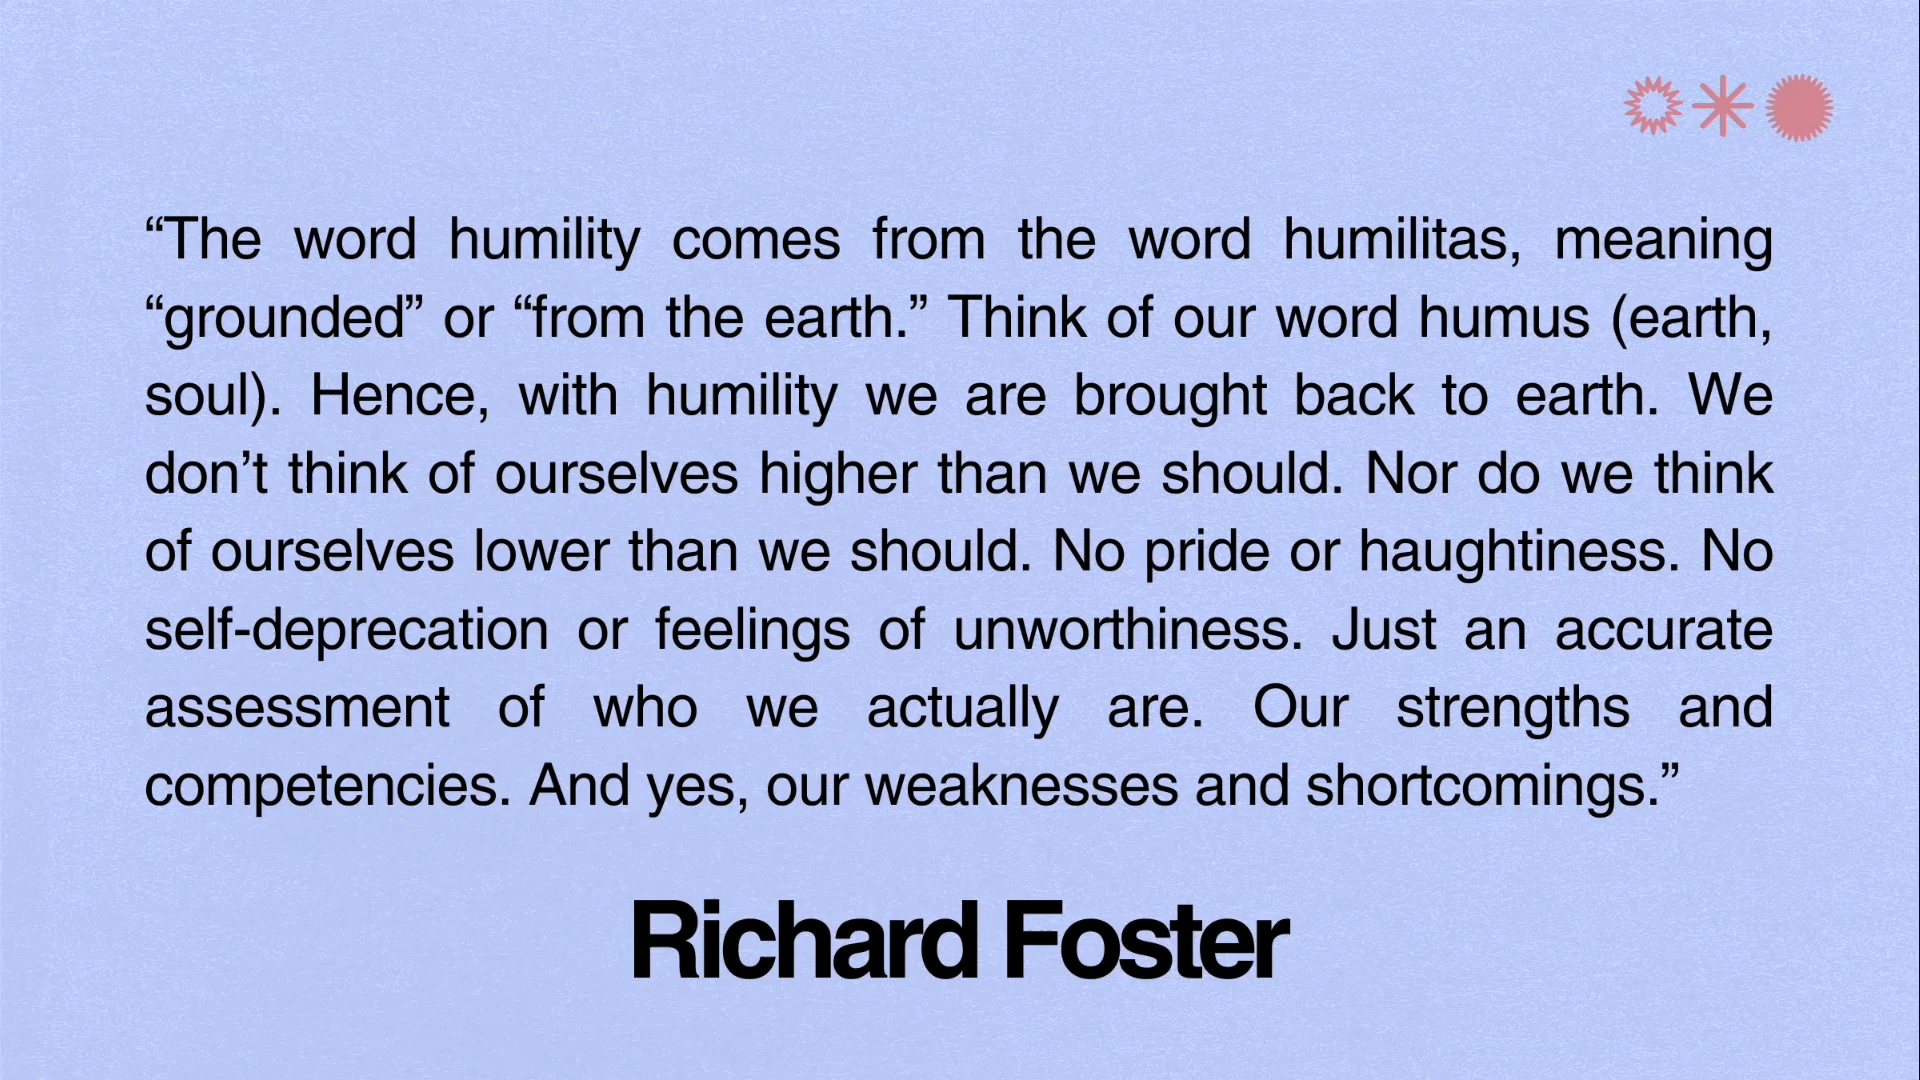 “The word humility comes from the word humilitas, meaning
“grounded” or “from the earth.” Think of our word humus (earth,
soul). Hence, with humility we are brought back to earth. We
don’t think of ourselves higher than we should. Nor do we think
of ourselves lower than we should. No pride or haughtiness. No
self-deprecation or feelings of unworthiness. Just an accurate
assessment of who we actually are. Our strengths and
competencies. And yes, our weaknesses and shortcomings.”
Richard Foster